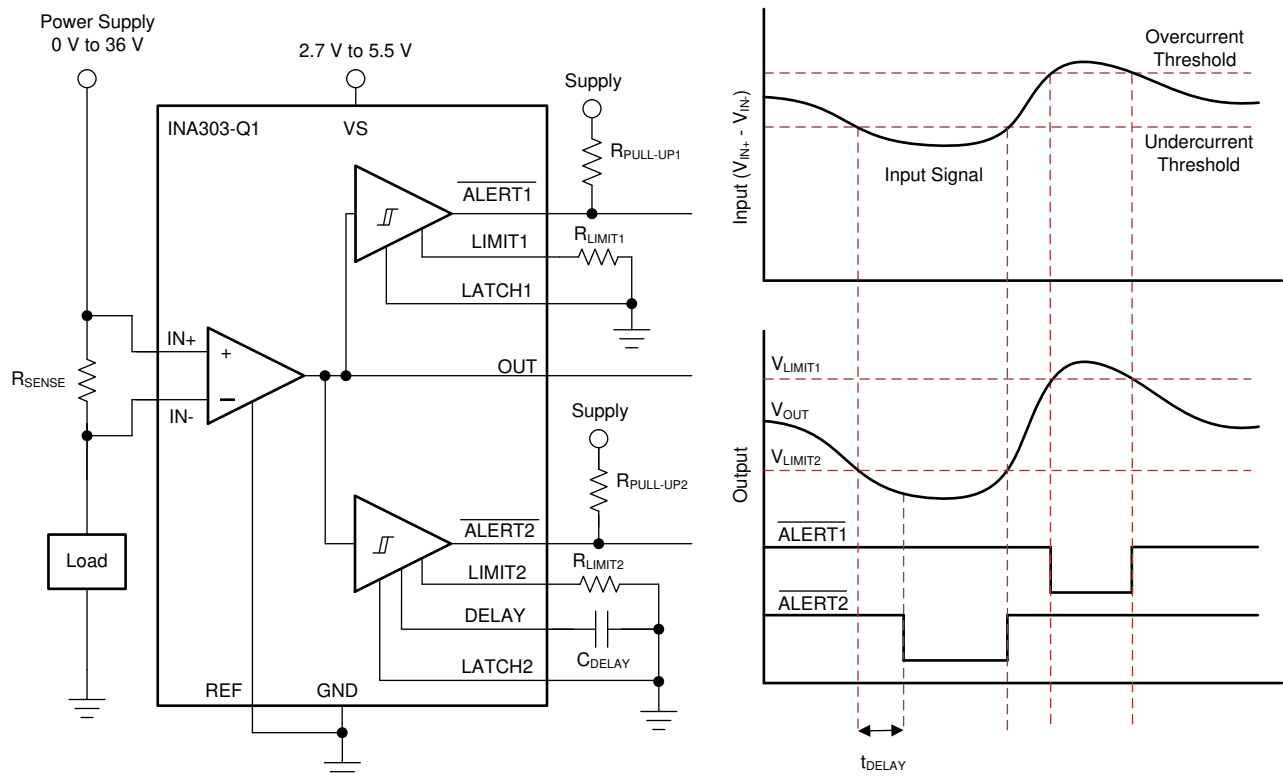 Power Supply
0 V to 36 V
2.7 V to 5.5 V
Supply
INA303-Q1
VS
RPULL-UP1
ALERT1
LIMIT1
RLIMIT1
LATCH1
IN+
+
RSENSE
OUT
IN-
−
Supply
RPULL-UP2
ALERT2
Load
LIMIT2
RLIMIT2
DELAY
CDELAY
LATCH2
REF
GND
Input (VIN+ - VIN-)
Overcurrent
Threshold
Undercurrent
Threshold
Input Signal
Output
VLIMIT1
VOUT
VLIMIT2
ALERT1
ALERT2
tDELAY